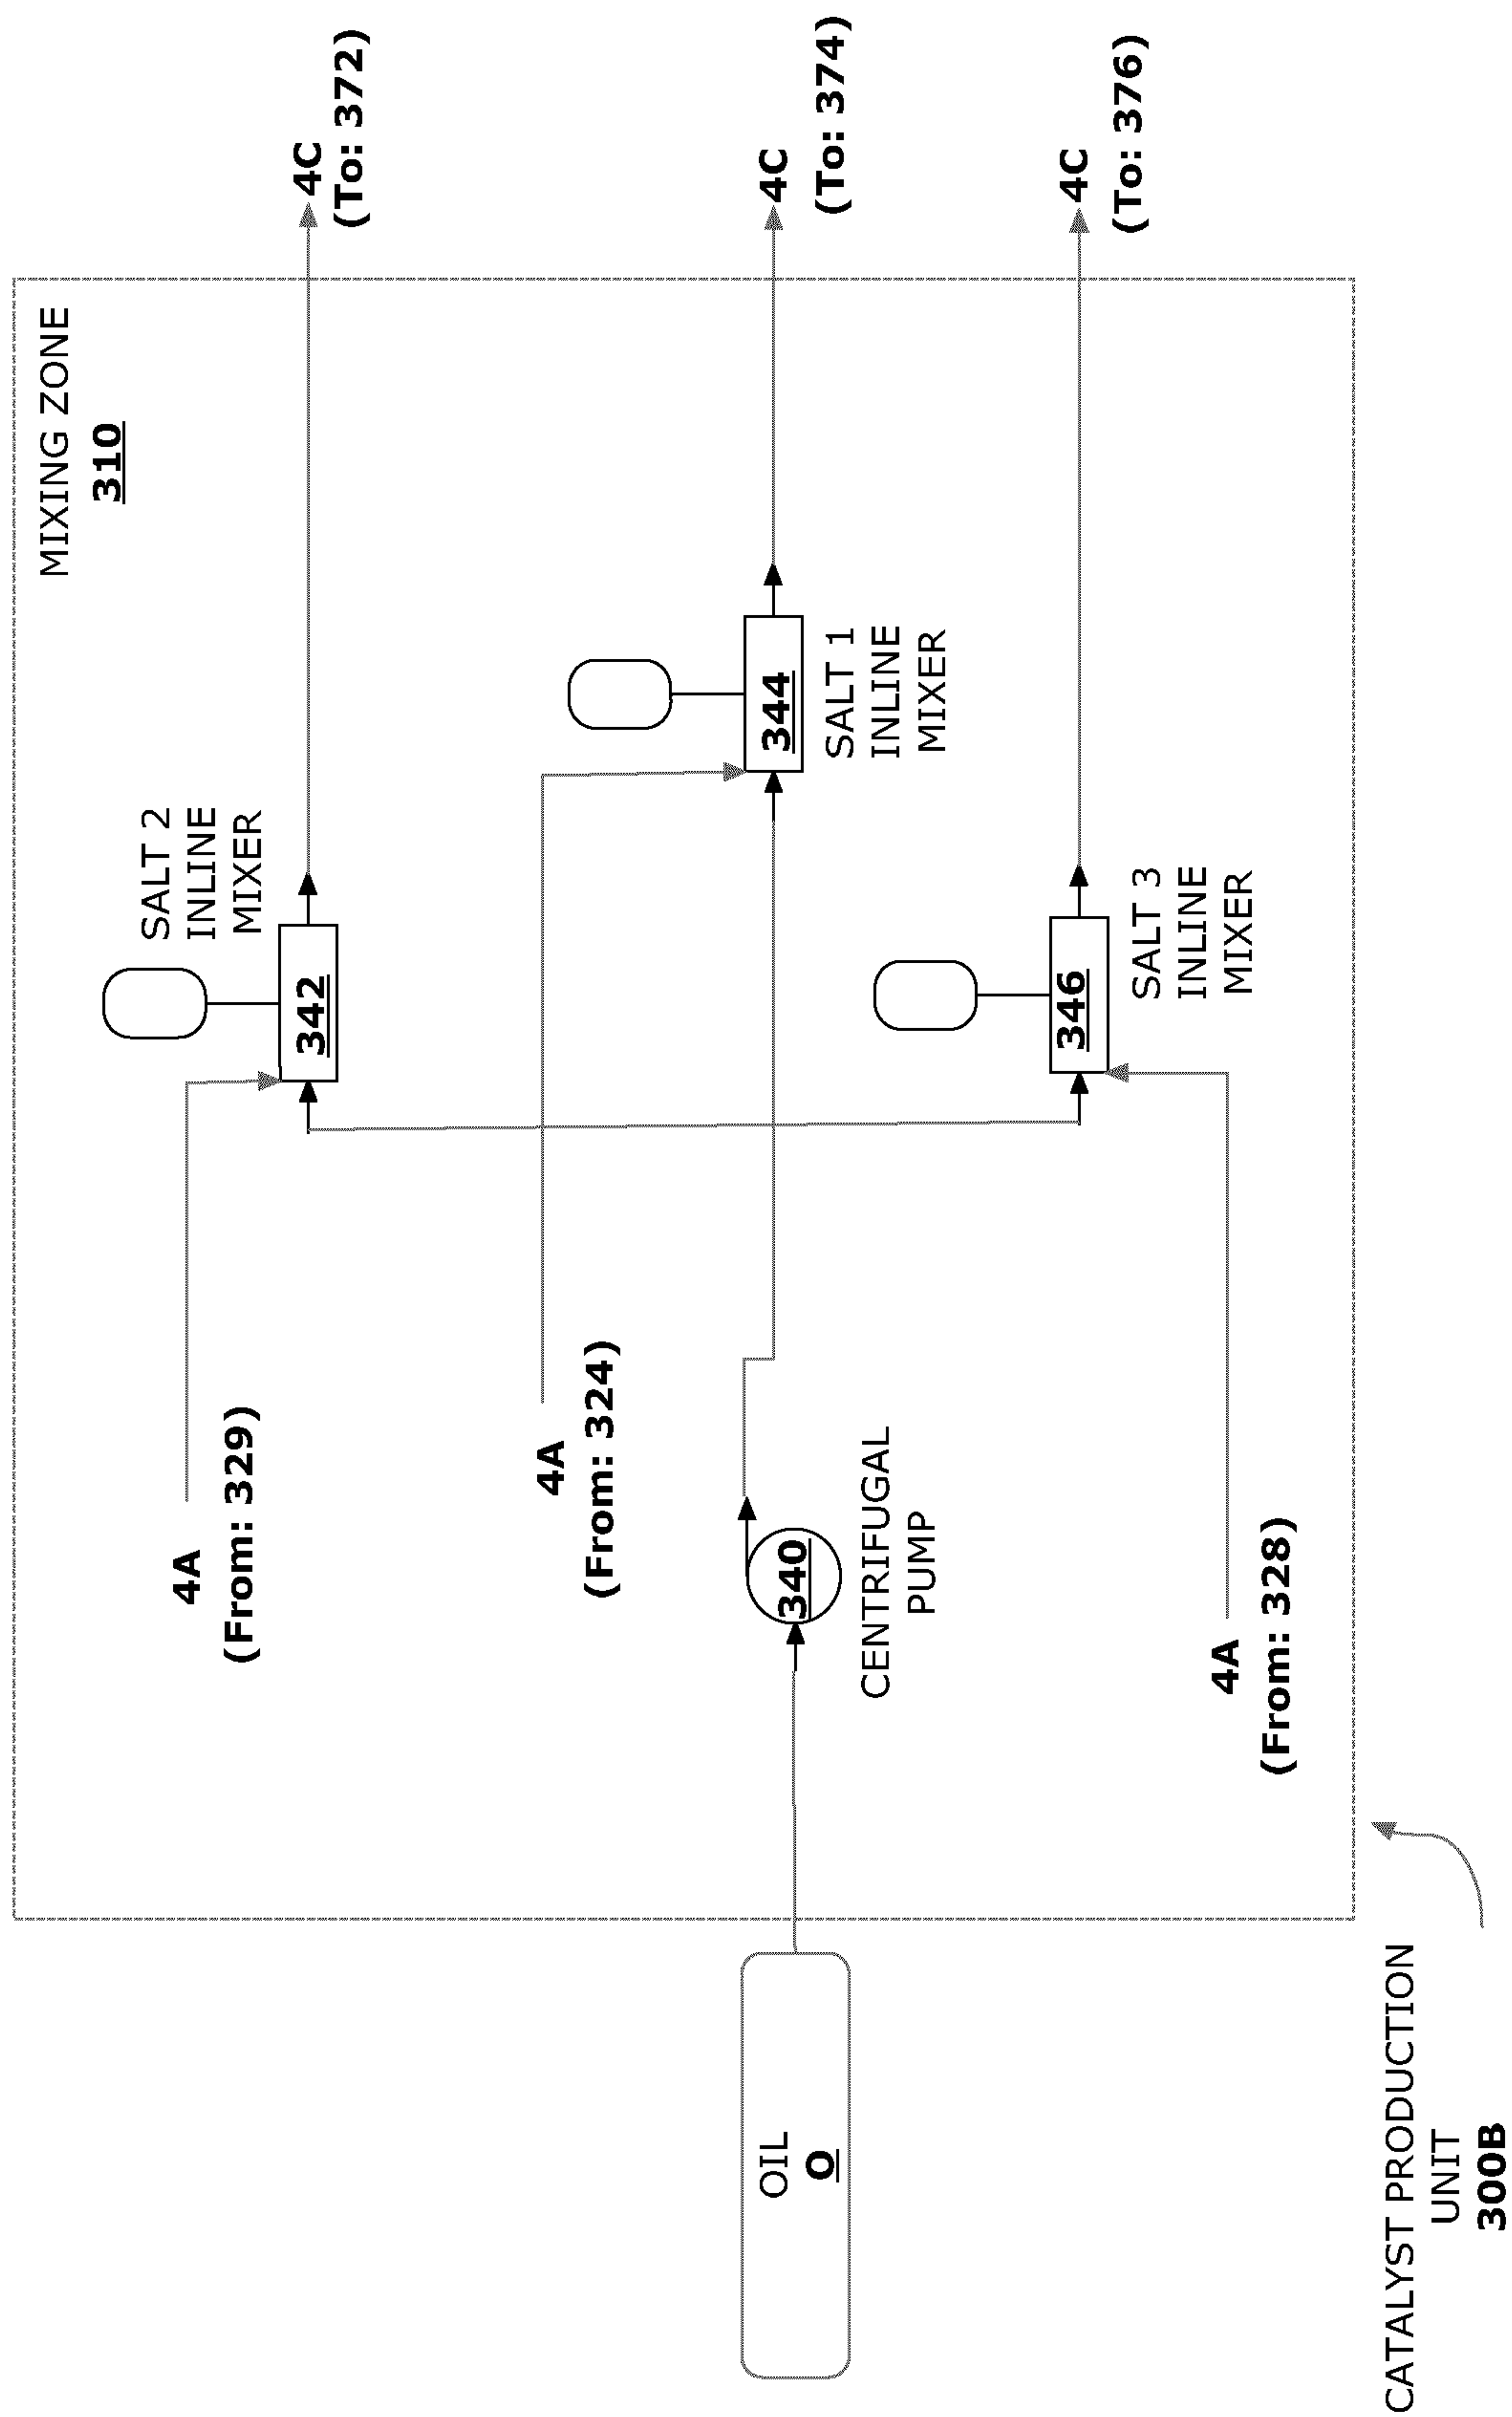 MIXING ZONE
310
4C
(To: 372)
SALT 2
INLINE
MIXER
342
4A
(From: 329)
4C
(To: 374)
344
SALT 1
INLINE
MIXER
4A
(From: 324)
340
CENTRIFUGAL
PUMP
OIL
O
4C
(To: 376)
346
SALT 3
INLINE
MIXER
4A
(From: 328)
CATALYST PRODUCTION
UNIT
300B